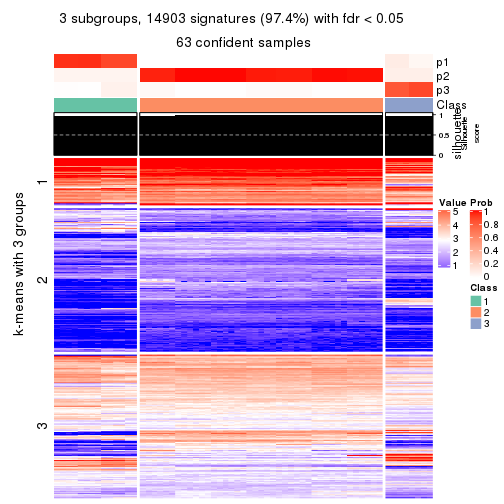 3 subgroups, 14903 signatures (97.4%) with fdr < 0.05
63 confident samples
p1
p2
p3
Class
1
0.5
0
silhouette
Silhouette
score
k-means with 3 groups
1
2
3
Value
5
4
3
2
1
Prob
1
0.8
0.6
0.4
0.2
0
Class
1
2
3